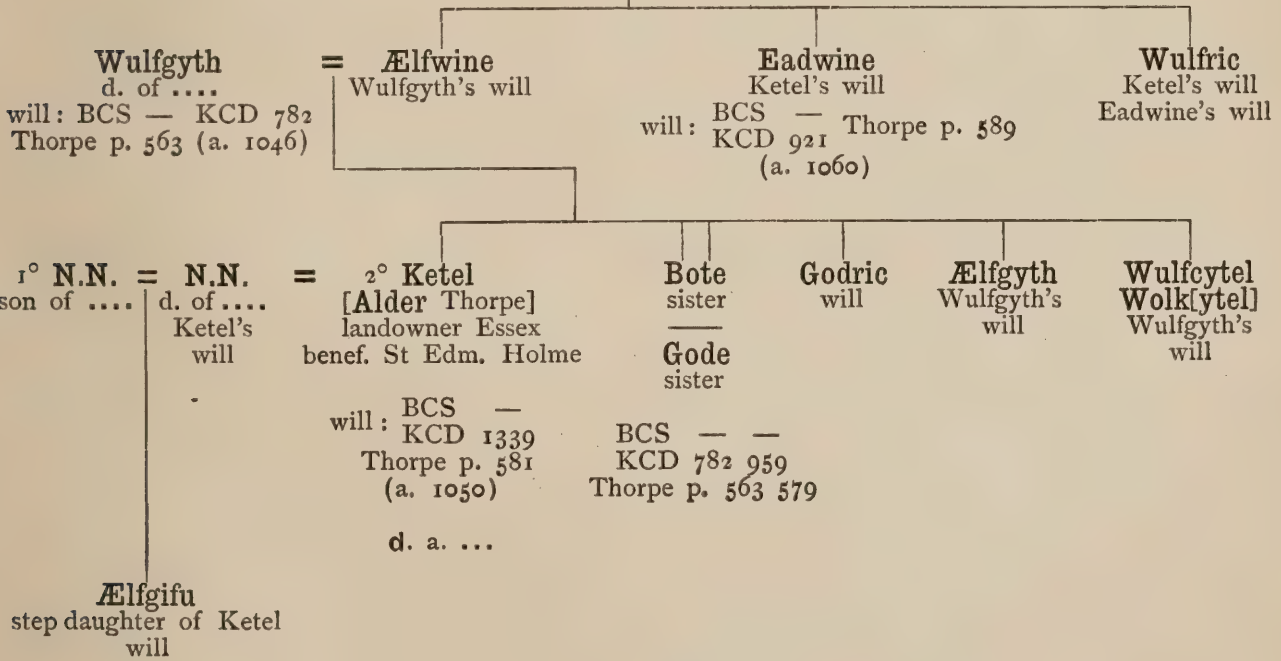 Wulfgyth = Ælfwine Eadwine Wulfric
d. of .... Wulfgyth's will Ketel's will Ketel's will
will: BCS — KCD 782 will: BCS — KCD 921 Thorpe p. 589 Eadwine's will
Thorpe p. 563 (a. 1046) (a. 1060)
1° N.N. = N.N. = 2° Ketel Bote Godric Ælfgyth Wulfcytel
son of .... d. of .... [Alder Thorpe] sister will Wulfgyth's Wolk[ytel]
Ketel's landowner Essex will Wulfgyth's
will benef. St Edm. Holme Gode will
sister
will: BCS — BCS — —
KCD 1339 KCD 782 959
Thorpe p. 581 Thorpe p. 563 579
(a. 1050)
d. a. ...
Ælfgifu
step daughter of Ketel
will